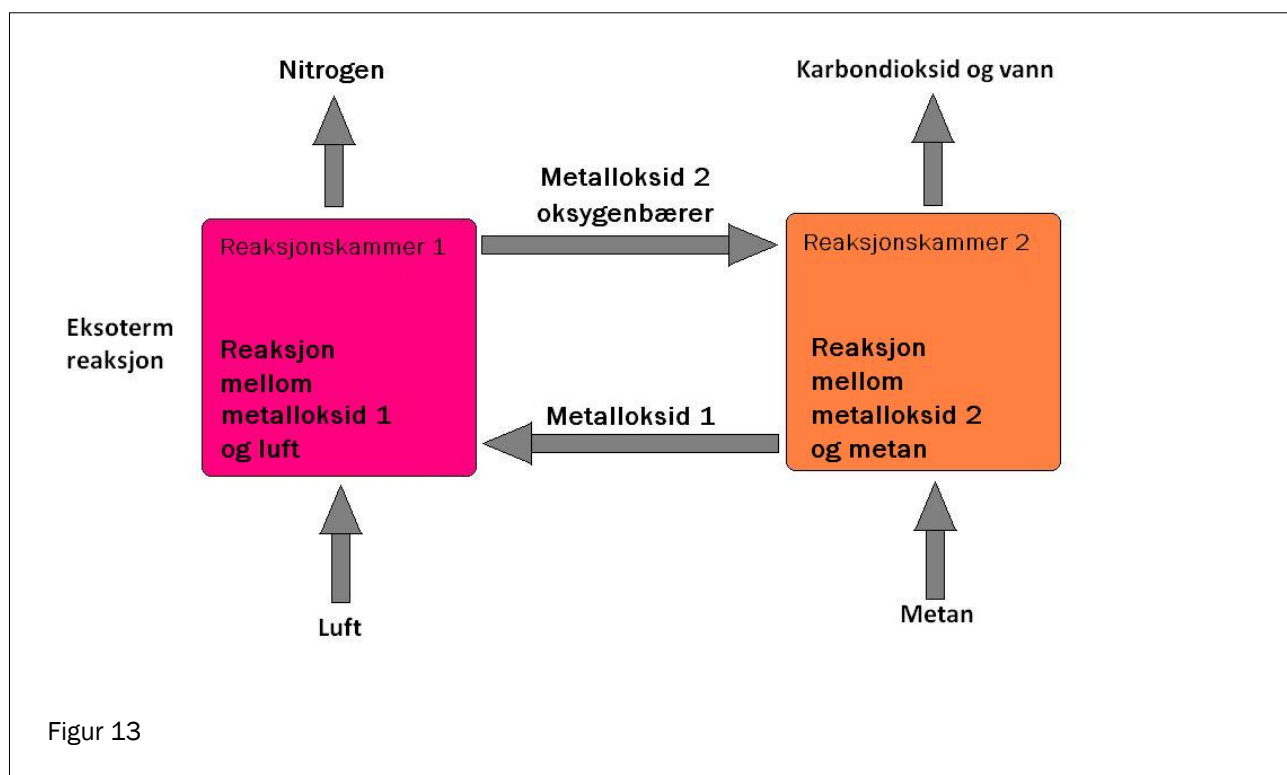 Nitrogen
Karbondioksid og vann
Metalloksid 2
oksygenbærer
Reaksjonskammer 1
Reaksjonskammer 2
Eksoterm
reaksjon
Reaksjon
mellom
metalloksid 1
og luft
Metalloksid 1
Reaksjon
mellom
metalloksid 2
og metan
Luft
Metan
Figur 13